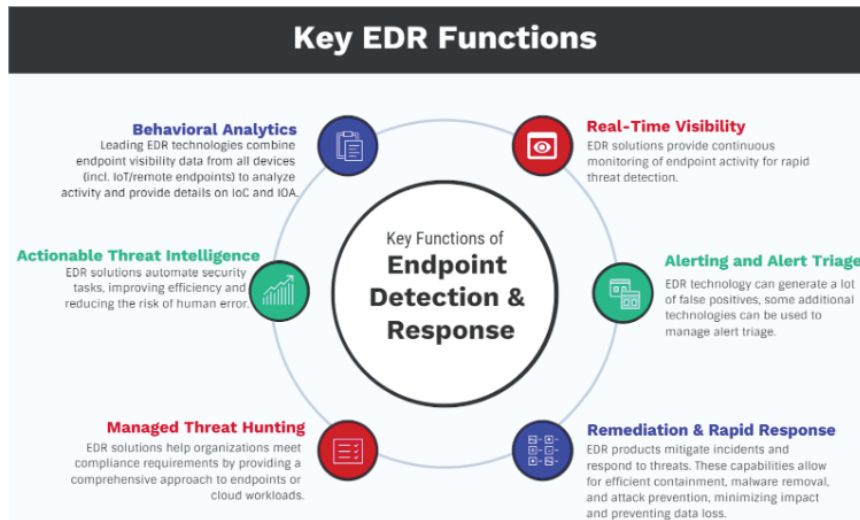 Key EDR Functions
Behavioral Analytics
Leading EDR technologies combine
endpoint visibility data from all devices
(incl. IoT/remote endpoints) to analyze
activity and provide details on IoC and IOA.
Real-Time Visibility
EDR solutions provide continuous
monitoring of endpoint activity for rapid
threat detection.
Key Functions of
Endpoint
Detection &
Response
Actionable Threat Intelligence
EDR solutions automate security
tasks, improving efficiency and
reducing the risk of human error.
Alerting and Alert Triage
EDR technology can generate a lot
of false positives, some additional
technologies can be used to
manage alert triage.
Managed Threat Hunting
EDR solutions help organizations meet
compliance requirements by providing a
comprehensive approach to endpoints or
cloud workloads.
Remediation & Rapid Response
EDR products mitigate incidents and
respond to threats. These capabilities allow
for efficient containment, malware removal,
and attack prevention, minimizing impact
and preventing data loss.